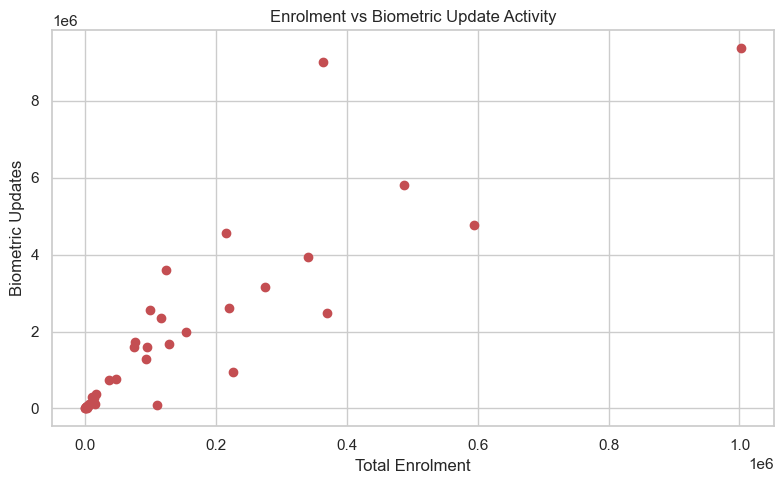 Enrolment vs Biometric Update Activity
1e6
8
6
4
2
0
Biometric Updates
0.0 0.2 0.4 0.6 0.8 1.0
1e6
Total Enrolment